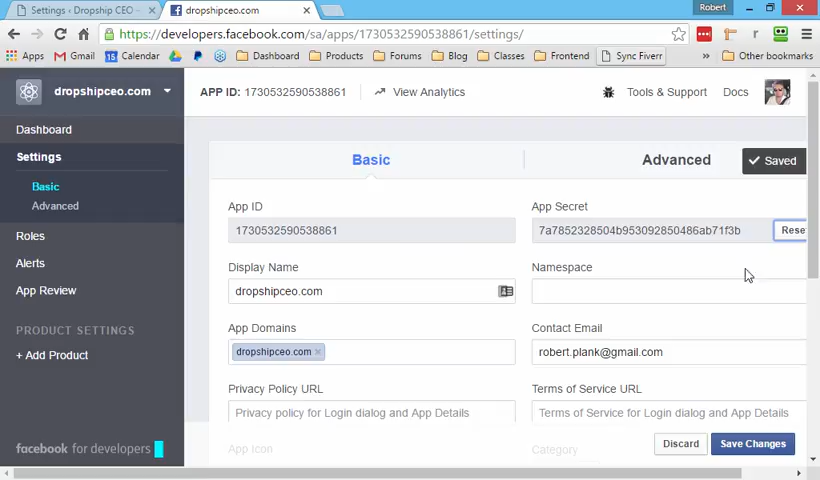 Robert
Settings ‹ Dropship CEO -
dropshipceo.com
https://developers.facebook.com/sa/apps/1730532590538861/settings/
Apps
Gmail
Calendar
Dashboard
Products
Forums
Blog
Classes
Frontend
Sync Fiverr
»
Other bookmarks
dropshipceo.com
APP ID: 1730532590538861
View Analytics
Tools & Support
Docs
Dashboard
Settings
Basic
Advanced
Roles
Alerts
App Review
PRODUCT SETTINGS
+ Add Product
facebook for developers
Basic
Advanced
Saved
App ID
App Secret
1730532590538861
7a7852328504b953092850486ab71f3b
Rese
Display Name
Namespace
dropshipceo.com
App Domains
Contact Email
dropshipceo.com ×
robert.plank@gmail.com
Privacy Policy URL
Terms of Service URL
Privacy policy for Login dialog and App Details
Terms of Service for Login dialog and App Details
App Icon
Category
Discard
Save Changes